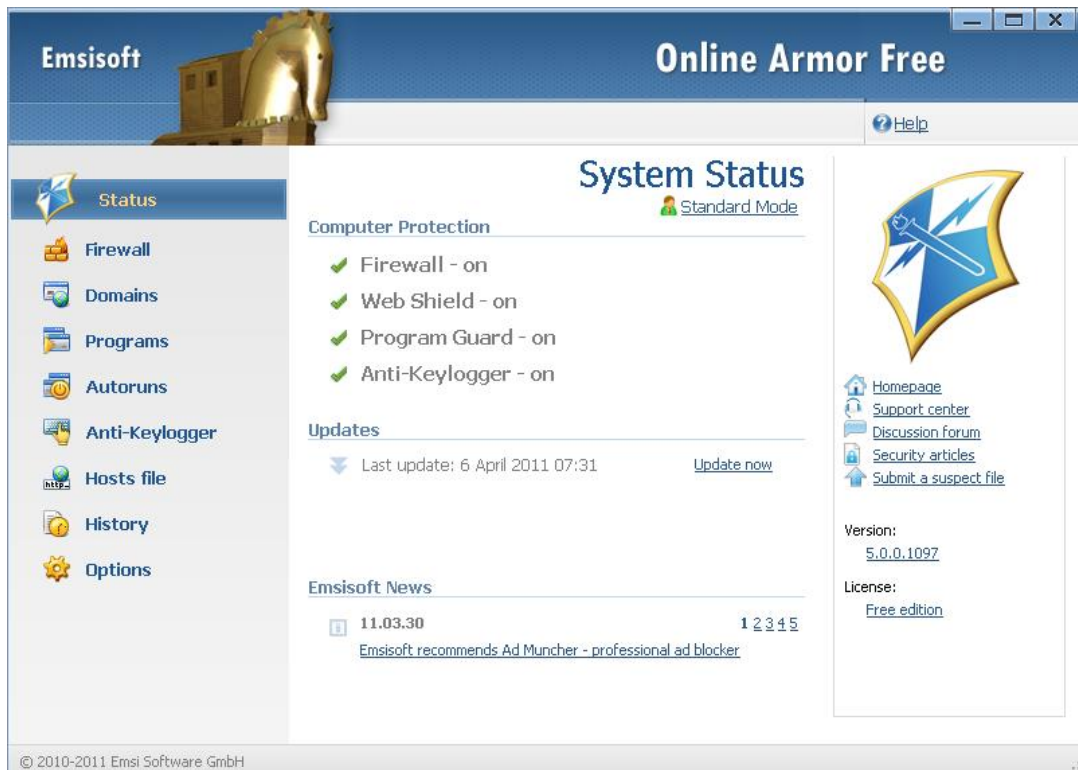 Emsisoft
Online Armor Free
Help
Status
Firewall
Domains
Programs
Autoruns
Anti-Keylogger
Hosts file
History
Options
System Status
Standard Mode
Computer Protection
Firewall - on
Web Shield - on
Program Guard - on
Anti-Keylogger - on
Updates
Last update: 6 April 2011 07:31 Update now
Emsisoft News
11.03.30 1 2 3 4 5
Emsisoft recommends Ad Muncher - professional ad blocker
Homepage
Support center
Discussion forum
Security articles
Submit a suspect file
Version:
5.0.0.1097
License:
Free edition
http..
© 2010-2011 Emsi Software GmbH